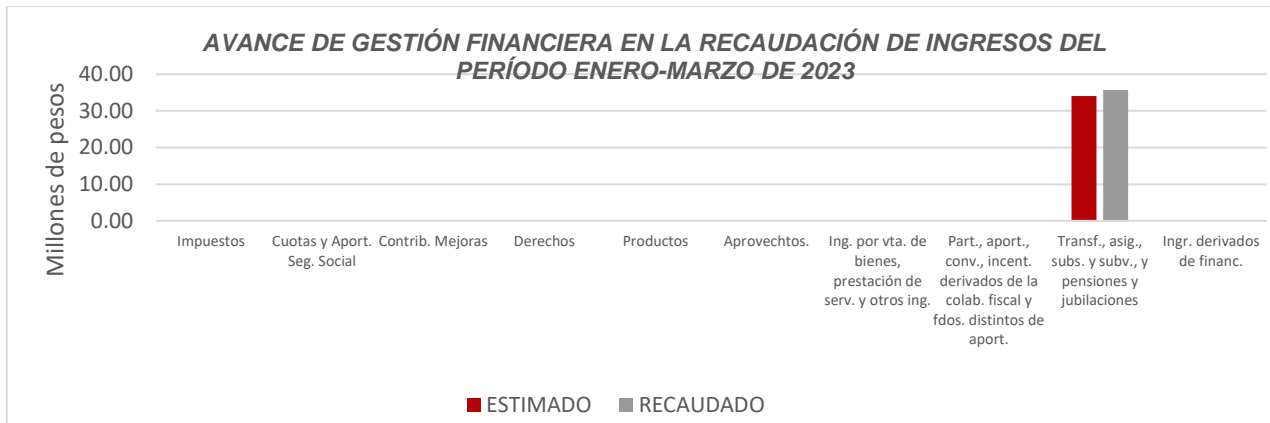 AVANCE DE GESTIÓN FINANCIERA EN LA RECAUDACIÓN DE INGRESOS DEL
PERÍODO ENERO-MARZO DE 2023
Millones de pesos
40.00
30.00
20.00
10.00
0.00
Impuestos
Cuotas y Aport.
Seg. Social
Contrib. Mejoras
Derechos
Productos
Aprovechtos.
Ing. por vta. de
bienes,
prestación de
serv. y otros ing.
Part., aport.,
conv., incent.
derivados de la
colab. fiscal y
fdos. distintos de
aport.
Transf., asig.,
subs. y subv., y
pensiones y
jubilaciones
Ingr. derivados
de financ.
ESTIMADO
RECAUDADO